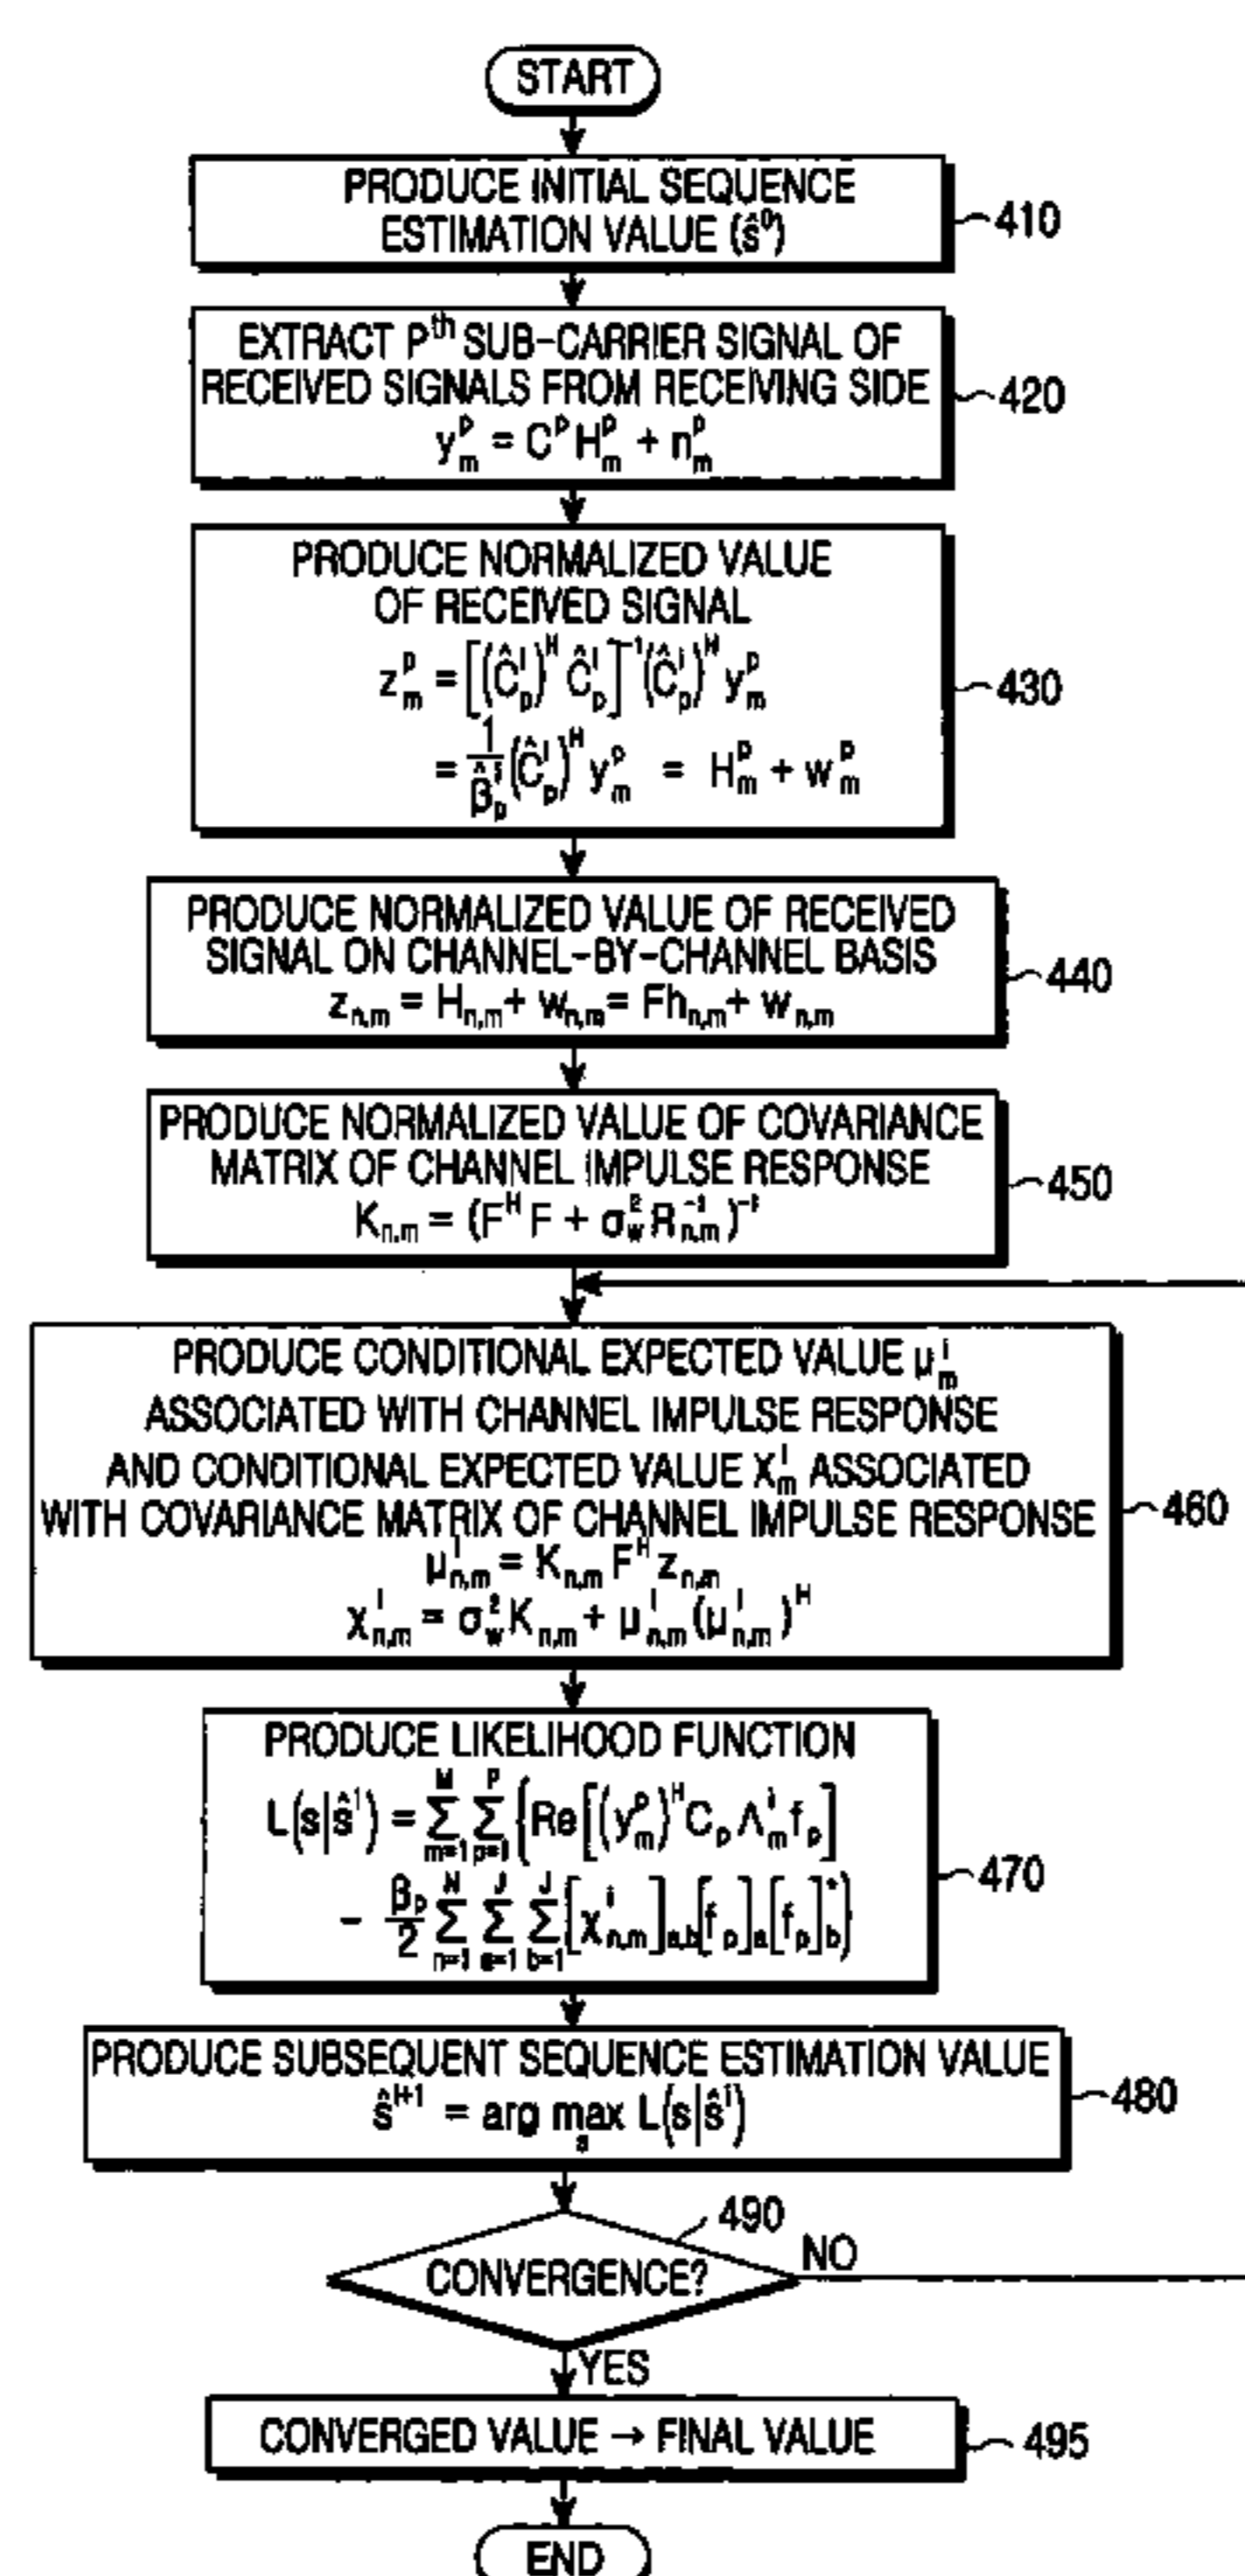 START
PRODUCE INITIAL SEQUENCE
ESTIMATION VALUE (ŝ⁰)
410
EXTRACT Pᵗʰ SUB-CARRIER SIGNAL OF
RECEIVED SIGNALS FROM RECEIVING SIDE
y_m^p = C^p H_m^p + n_m^p
420
PRODUCE NORMALIZED VALUE
OF RECEIVED SIGNAL
z_m^p = [(Ĉ_p^i)^H Ĉ_p^i]^-1 (Ĉ_p^i)^H y_m^p
= 1/β̂_p^i (Ĉ_p^i)^H y_m^p = H_m^p + w_m^p
430
PRODUCE NORMALIZED VALUE OF RECEIVED
SIGNAL ON CHANNEL-BY-CHANNEL BASIS
z_n,m = H_n,m + w_n,m = Fh_n,m + w_n,m
440
PRODUCE NORMALIZED VALUE OF COVARIANCE
MATRIX OF CHANNEL IMPULSE RESPONSE
K_n,m = (F^H F + σ_w^2 R_n,m^-1)^-1
450
PRODUCE CONDITIONAL EXPECTED VALUE μ_m^i
ASSOCIATED WITH CHANNEL IMPULSE RESPONSE
AND CONDITIONAL EXPECTED VALUE χ_m^i ASSOCIATED
WITH COVARIANCE MATRIX OF CHANNEL IMPULSE RESPONSE
μ_n,m^i = K_n,m F^H z_n,m
χ_n,m^i = σ_w^2 K_n,m + μ_n,m^i (μ_n,m^i)^H
460
PRODUCE LIKELIHOOD FUNCTION
L(s|ŝ^i) = Σ_{m=1}^{M} Σ_{p=1}^{P} {Re[(y_m^p)^H C_p Λ_m^i f_p]
- β_p/2 Σ_{n=1}^{N} Σ_{a=1}^{J} Σ_{b=1}^{J} [χ_n,m^i]_a,b [f_p]_a [f_p]_b^*)
470
PRODUCE SUBSEQUENT SEQUENCE ESTIMATION VALUE
ŝ^i+1 = arg max_s L(s|ŝ^i)
480
490
CONVERGENCE?
NO
YES
CONVERGED VALUE → FINAL VALUE
495
END